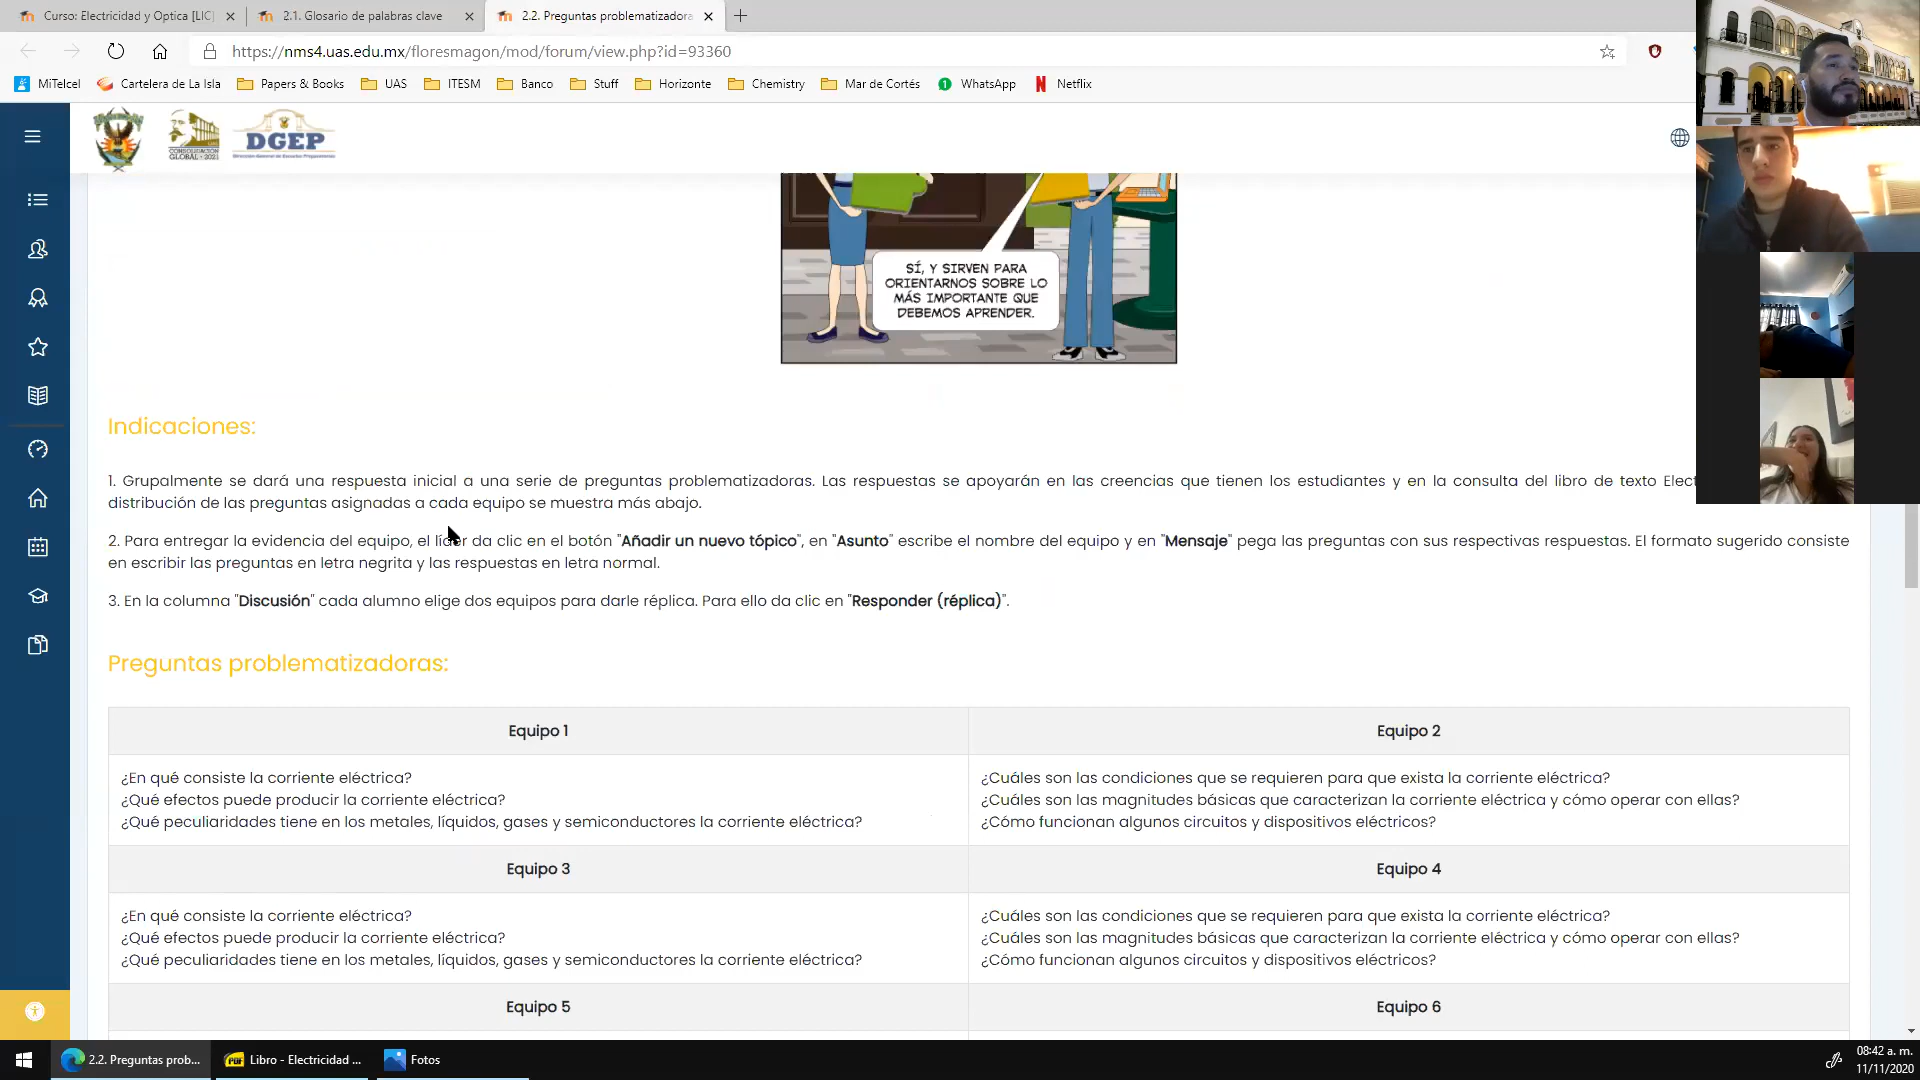 Curso: Electricidad y Optica [LIC
2.1. Glosario de palabras clave
2.2. Preguntas problematizadora
https://nms4.uas.edu.mx/floresmagon/mod/forum/view.php?id=93360
MiTelcel
Cartelera de La Isla
Papers & Books
UAS
ITESM
Banco
Stuff
Horizonte
Chemistry
Mar de Cortés
WhatsApp
Netflix
CONSOLIDACIÓN
GLOBAL · 2021
DGEP
Dirección General de Escuelas Preparatorias
SÍ, Y SIRVEN PARA
ORIENTARNOS SOBRE LO
MÁS IMPORTANTE QUE
DEBEMOS APRENDER.
Indicaciones:
1. Grupalmente se dará una respuesta inicial a una serie de preguntas problematizadoras. Las respuestas se apoyarán en las creencias que tienen los estudiantes y en la consulta del libro de texto Elect
distribución de las preguntas asignadas a cada equipo se muestra más abajo.
2. Para entregar la evidencia del equipo, el líder da clic en el botón "Añadir un nuevo tópico", en "Asunto" escribe el nombre del equipo y en "Mensaje" pega las preguntas con sus respectivas respuestas. El formato sugerido consiste
en escribir las preguntas en letra negrita y las respuestas en letra normal.
3. En la columna "Discusión" cada alumno elige dos equipos para darle réplica. Para ello da clic en "Responder (réplica)".
Preguntas problematizadoras:
Equipo 1
¿En qué consiste la corriente eléctrica?
¿Qué efectos puede producir la corriente eléctrica?
¿Qué peculiaridades tiene en los metales, líquidos, gases y semiconductores la corriente eléctrica?
Equipo 2
¿Cuáles son las condiciones que se requieren para que exista la corriente eléctrica?
¿Cuáles son las magnitudes básicas que caracterizan la corriente eléctrica y cómo operar con ellas?
¿Cómo funcionan algunos circuitos y dispositivos eléctricos?
Equipo 3
¿En qué consiste la corriente eléctrica?
¿Qué efectos puede producir la corriente eléctrica?
¿Qué peculiaridades tiene en los metales, líquidos, gases y semiconductores la corriente eléctrica?
Equipo 4
¿Cuáles son las condiciones que se requieren para que exista la corriente eléctrica?
¿Cuáles son las magnitudes básicas que caracterizan la corriente eléctrica y cómo operar con ellas?
¿Cómo funcionan algunos circuitos y dispositivos eléctricos?
Equipo 5
Equipo 6
2.2. Preguntas prob...
Libro - Electricidad ...
Fotos
08:42 a. m.
11/11/2020